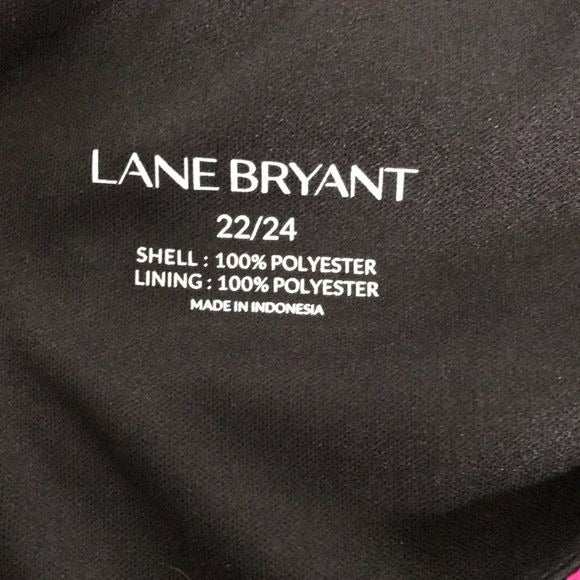 LANE BRYANT
22/24
SHELL : 100% POLYESTER
LINING : 100% POLYESTER
MADE IN INDONESIA